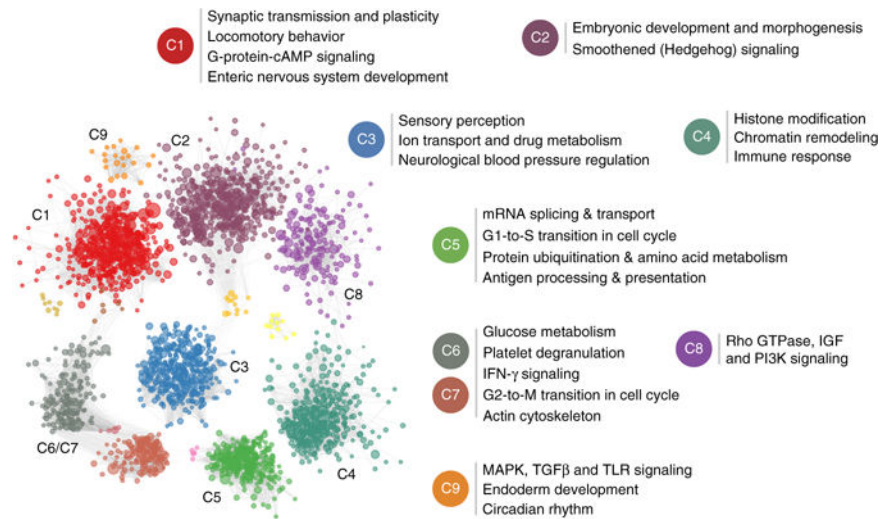 C1
Synaptic transmission and plasticity
Locomotory behavior
G-protein-cAMP signaling
Enteric nervous system development
C2
Embryonic development and morphogenesis
Smoothened (Hedgehog) signaling
C3
Sensory perception
Ion transport and drug metabolism
Neurological blood pressure regulation
C4
Histone modification
Chromatin remodeling
Immune response
C5
mRNA splicing & transport
G1-to-S transition in cell cycle
Protein ubiquitination & amino acid metabolism
Antigen processing & presentation
C6
C7
Glucose metabolism
Platelet degranulation
IFN-γ signaling
G2-to-M transition in cell cycle
Actin cytoskeleton
C8
Rho GTPase, IGF
and PI3K signaling
C9
MAPK, TGFβ and TLR signaling
Endoderm development
Circadian rhythm
C9
C2
C1
C8
C3
C6/C7
C5
C4